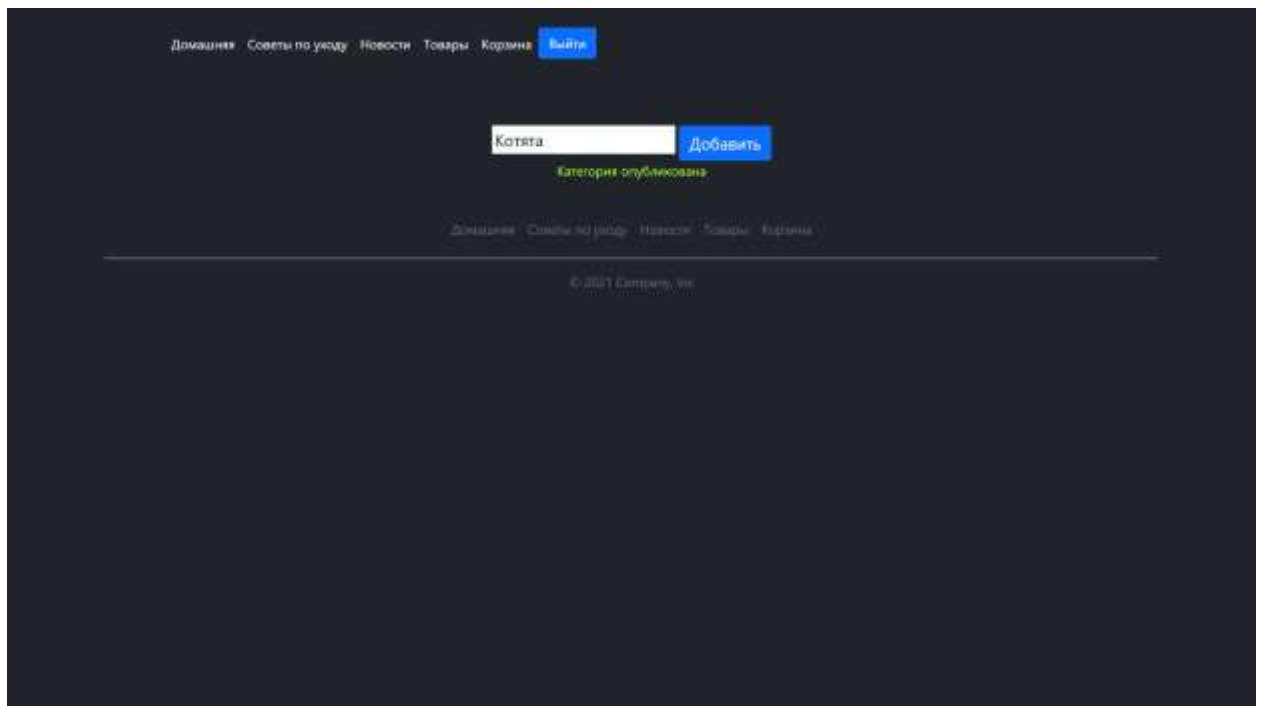 Домашняя Советы по уходу Новости Товары Корзина Выйти
Котята Добавить
Категория опубликована
Домашняя Советы по уходу Новости Товары Корзина
© 2021 Company, Inc